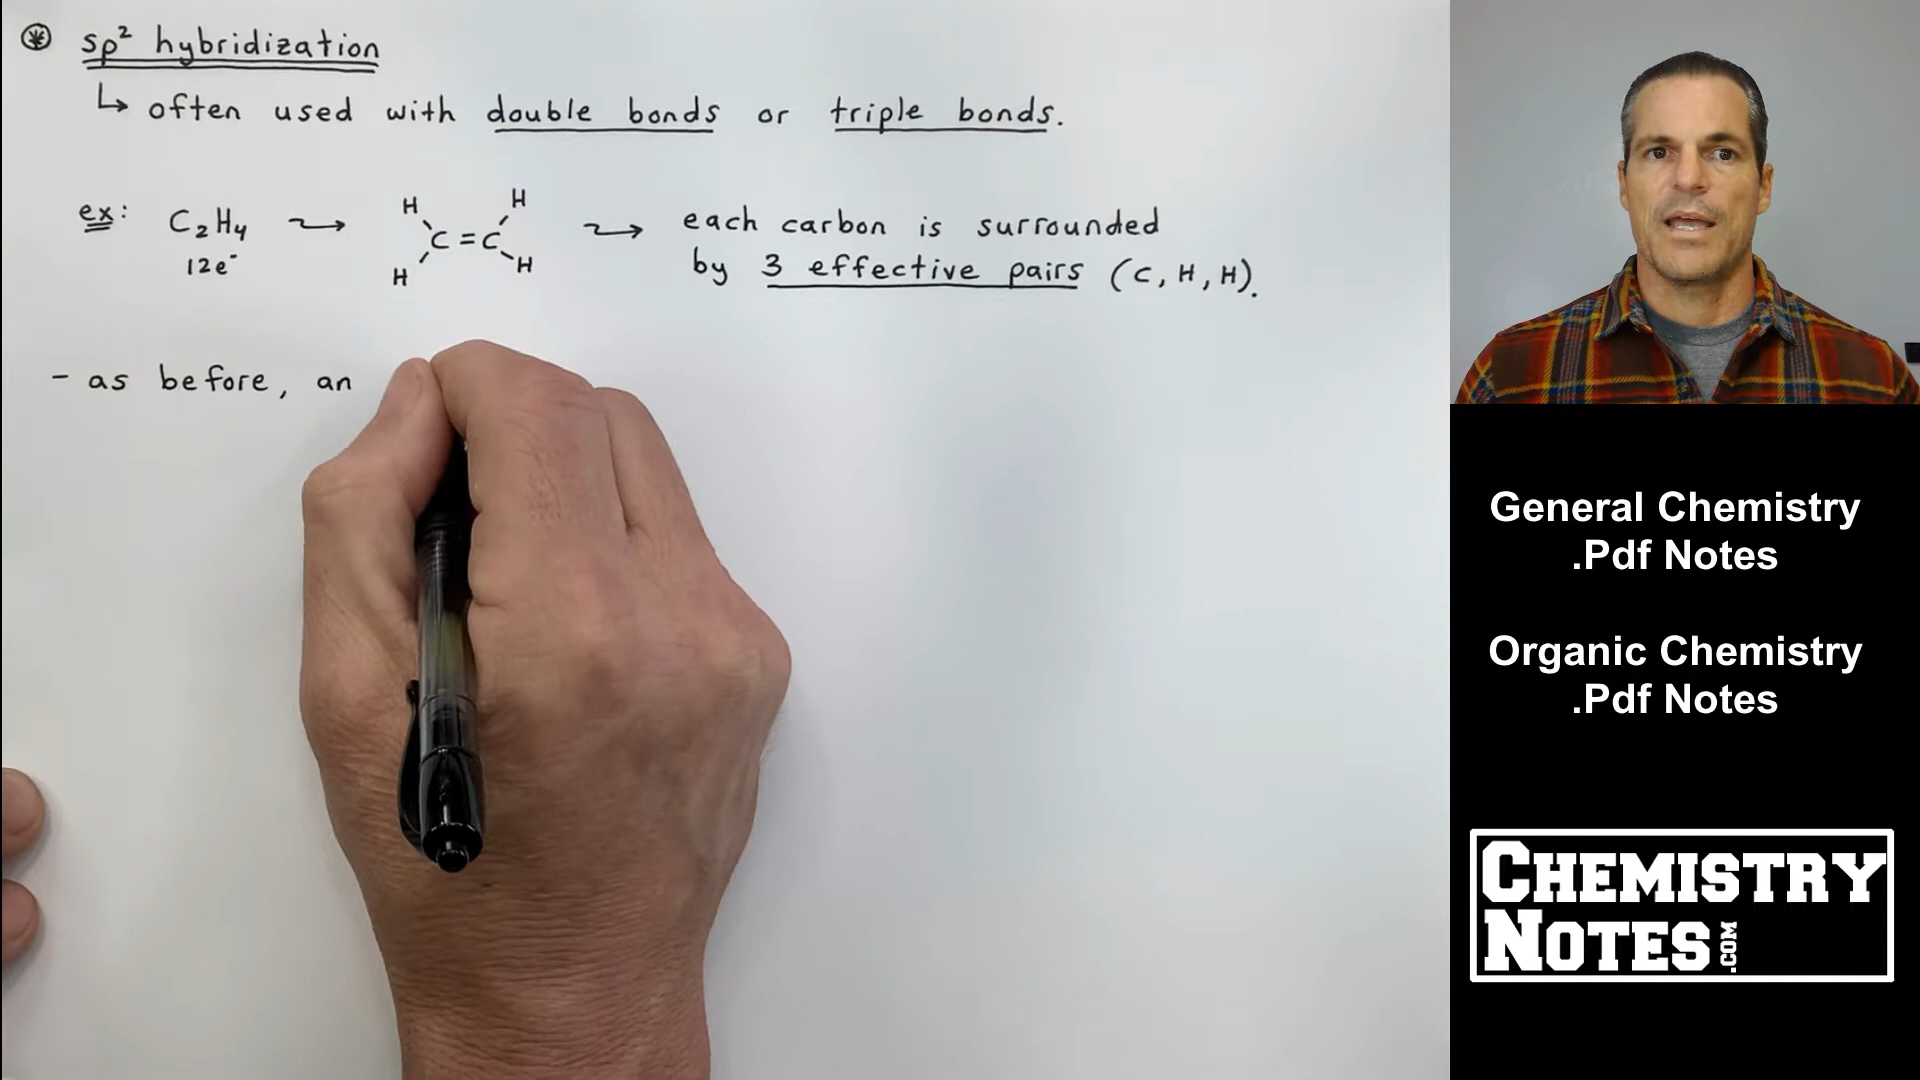 sp² hybridization
↳ often used with double bonds or triple bonds.
ex: C₂H₄ → H H C=C H H → each carbon is surrounded
12e⁻ by 3 effective pairs (C, H, H).
- as before, an
General Chemistry
.Pdf Notes
Organic Chemistry
.Pdf Notes
CHEMISTRY
NOTES.COM